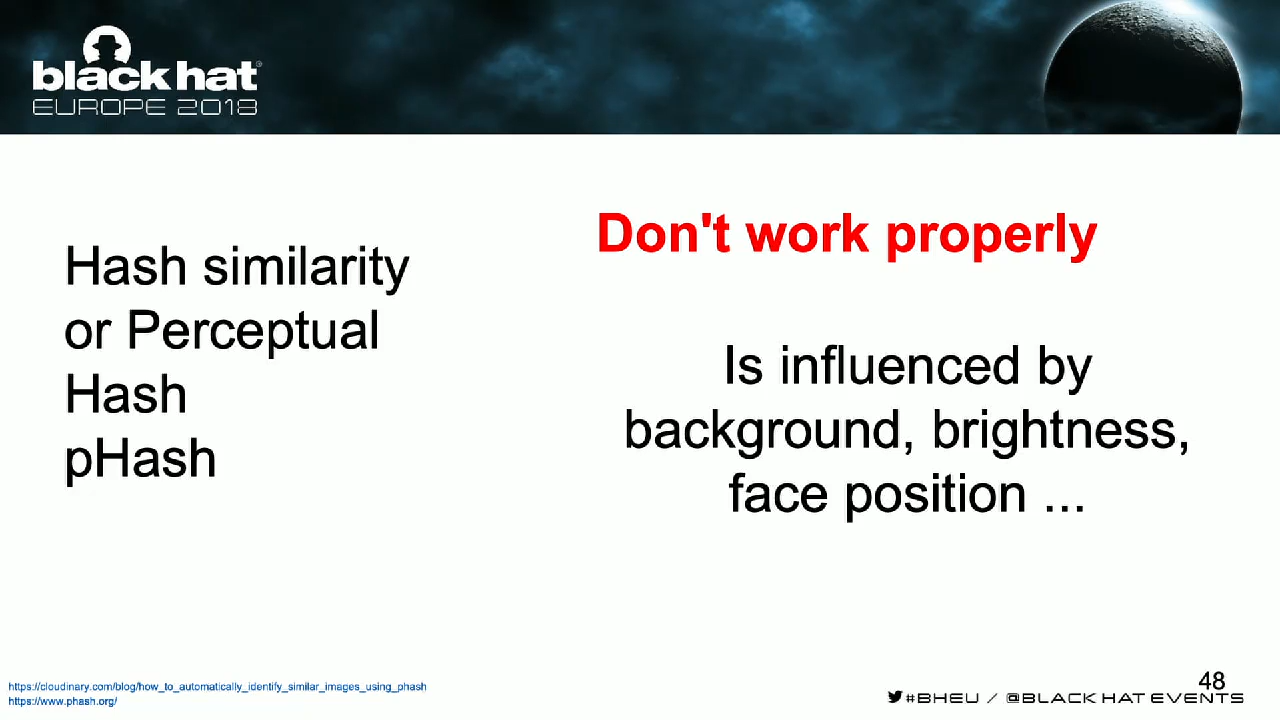 black hat
EUROPE 2018
Hash similarity
or Perceptual
Hash
pHash
Don't work properly
Is influenced by
background, brightness,
face position ...
https://cloudinary.com/blog/how_to_automatically_identify_similar_images_using_phash
https://www.phash.org/
48
#BHEU / @BLACK HAT EVENTS